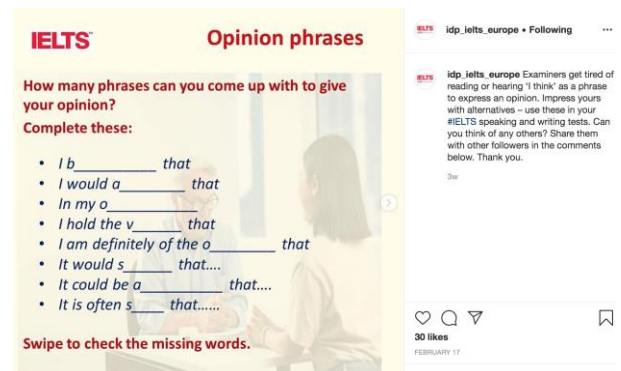 IELTS™
Opinion phrases
How many phrases can you come up with to give
your opinion?
Complete these:
• I b__________ that
• I would a________ that
• In my o___________
• I hold the v______ that
• I am definitely of the o________ that
• It would s______ that....
• It could be a__________ that....
• It is often s____ that......
Swipe to check the missing words.
IELTS
idp_ielts_europe • Following
IELTS
idp_ielts_europe Examiners get tired of
reading or hearing 'I think' as a phrase
to express an opinion. Impress yours
with alternatives – use these in your
#IELTS speaking and writing tests. Can
you think of any others? Share them
with other followers in the comments
below. Thank you.
3w
30 likes
FEBRUARY 17